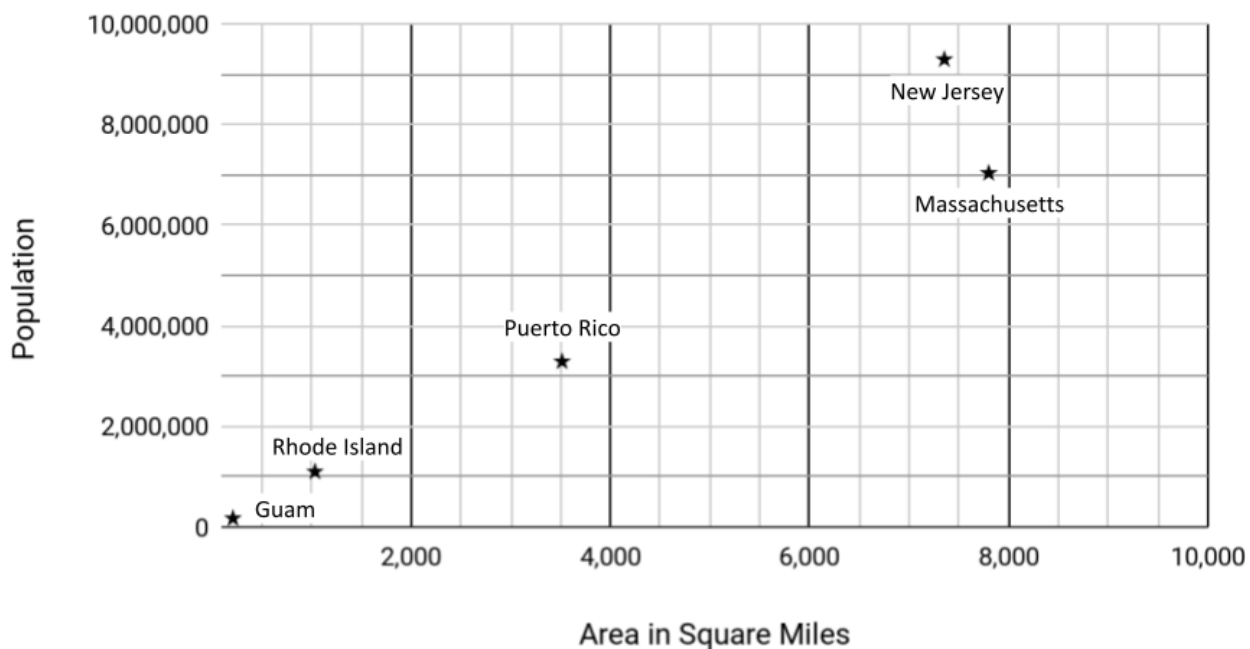 10,000,000
New Jersey
8,000,000
Massachusetts
6,000,000
Population
Puerto Rico
4,000,000
2,000,000
Rhode Island
Guam
0
2,000 4,000 6,000 8,000 10,000
Area in Square Miles